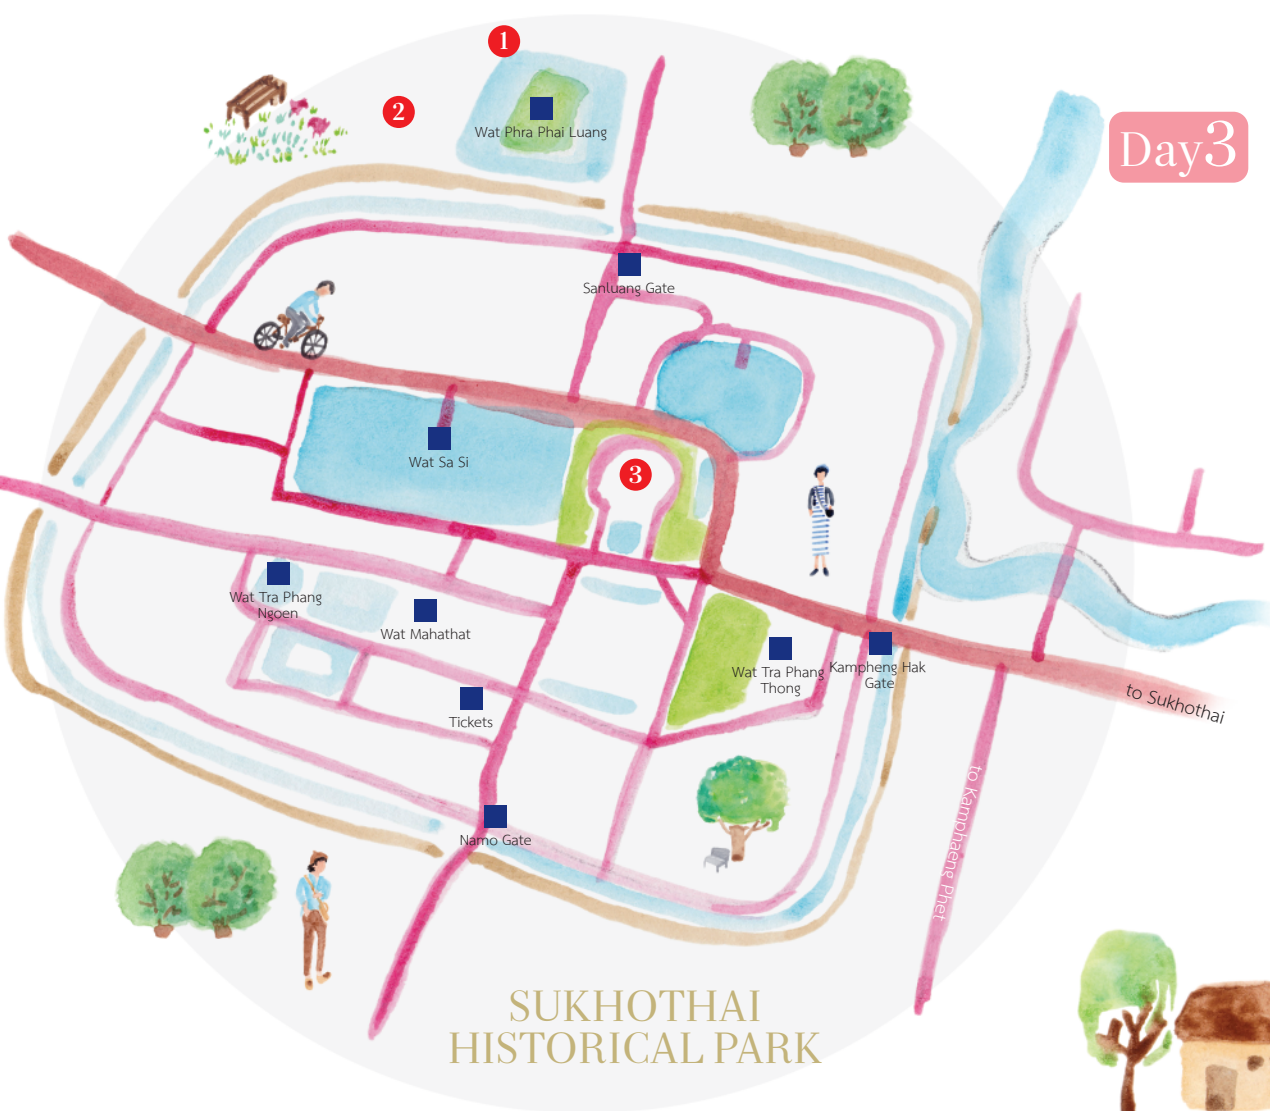 1
2
Wat Phra Phai Luang
Day3
Sanluang Gate
Wat Sa Si
3
Wat Tra Phang
Ngoen
Wat Mahathat
Wat Tra Phang
Thong
Kampheng Hak
Gate
to Sukhothai
Tickets
to Kamphaeng Phet
Namo Gate
SUKHOTHAI
HISTORICAL PARK